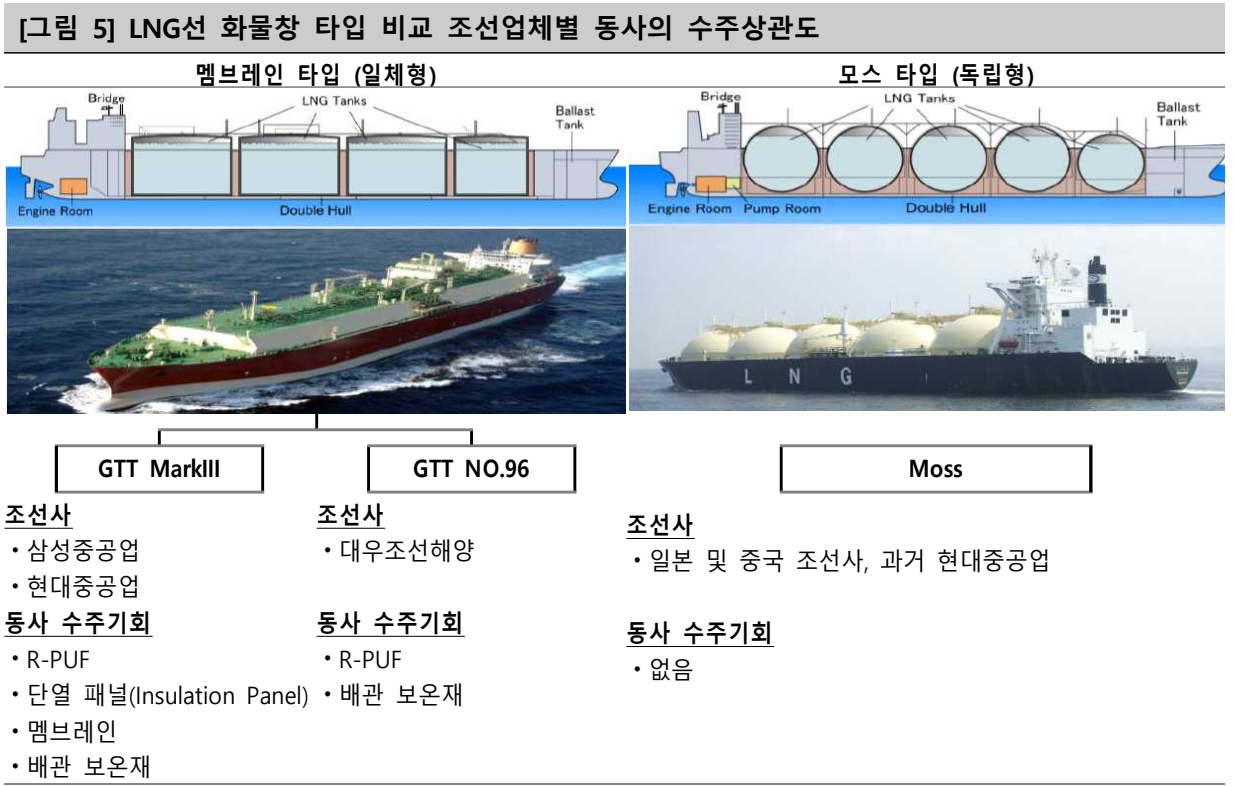 [그림 5] LNG선 화물창 타입 비교 조선업체별 동사의 수주상관도
멤브레인 타입 (일체형)
Bridge
LNG Tanks
Ballast
Tank
Engine Room
Double Hull
모스 타입 (독립형)
Bridge
LNG Tanks
Ballast
Tank
Engine Room
Pump Room
Double Hull
L N G
GTT MarkIII
조선사
• 삼성중공업
• 현대중공업
동사 수주기회
• R-PUF
• 단열 패널(Insulation Panel)
• 멤브레인
• 배관 보온재
GTT NO.96
조선사
• 대우조선해양
동사 수주기회
• R-PUF
• 배관 보온재
Moss
조선사
• 일본 및 중국 조선사, 과거 현대중공업
동사 수주기회
• 없음